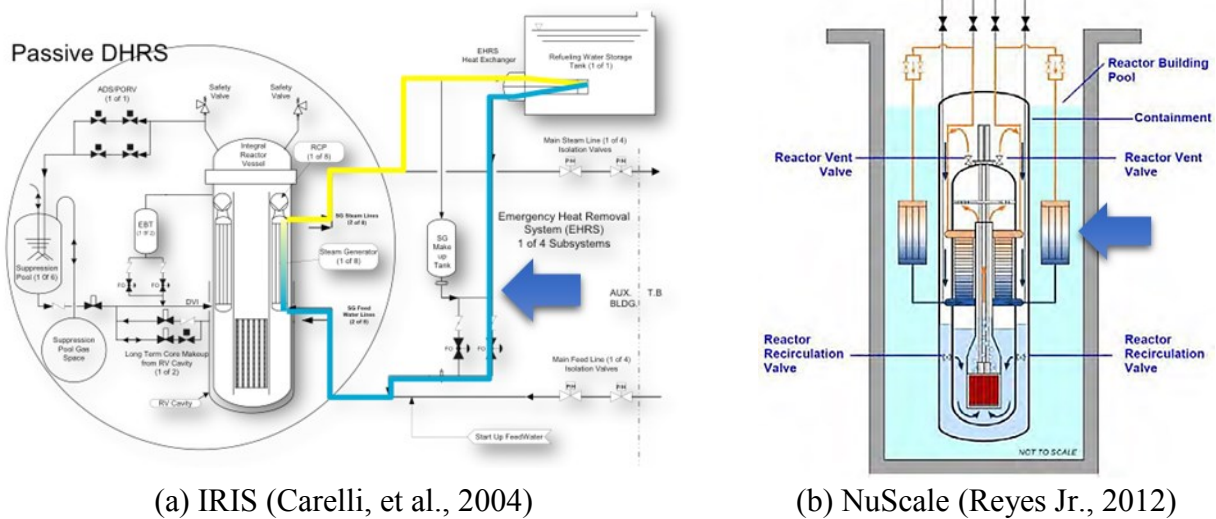 Passive DHRS
ADS/PORV
(1 of 1)
Safety
Valve
Safety
Valve
Integral
Reactor
Vessel
RCP
(1 of 8)
EHRS
Heat Exchanger
Refueling Water Storage
Tank (1 of 1)
Main Steam Line (1 of 4)
Isolation Valves
SG Steam Lines
(2 of 8)
Steam Generator
(1 of 8)
Emergency Heat Removal
System (EHRS)
1 of 4 Subsystems
SG
Make
up
Tank
EBT
Suppression
Pool (1 0f 6)
DVI
FO
FO
SG Feed
Water Lines
(2 of 8)
AUX.
BLDG.
T.B.
Suppression
Pool Gas
Space
Long Term Core Makeup
from RV Cavity
(1 of 2)
FO
FO
RV Cavity
Main Feed Line (1 of 4)
Isolation Valves
Start Up FeedWater
(a) IRIS (Carelli, et al., 2004)
Reactor Building
Pool
Containment
Reactor Vent
Valve
Reactor Vent
Valve
Reactor
Recirculation
Valve
Reactor
Recirculation
Valve
NOT TO SCALE
(b) NuScale (Reyes Jr., 2012)